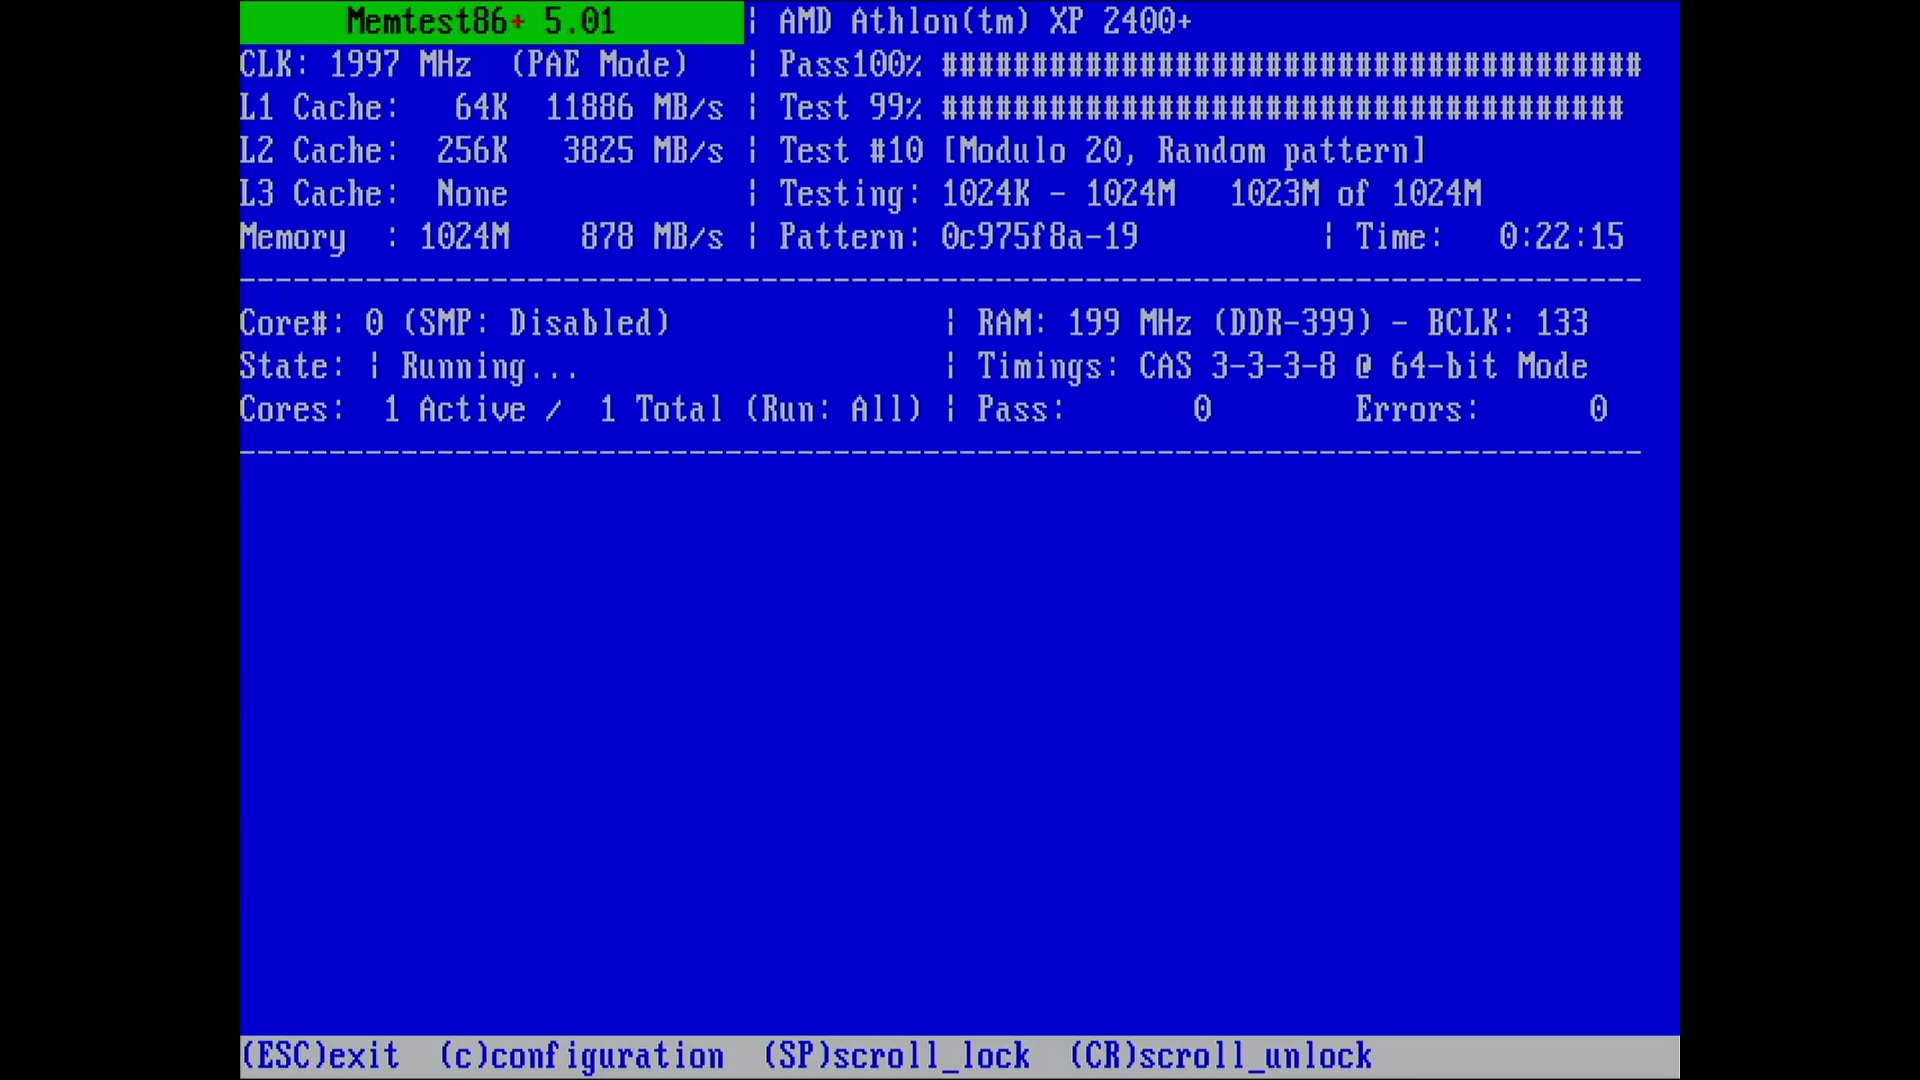 Memtest86+ 5.01 | AMD Athlon(tm) XP 2400+
CLK: 1997 MHz (PAE Mode) | Pass100% #######################################
L1 Cache: 64K 11886 MB/s | Test 99% ######################################
L2 Cache: 256K 3825 MB/s | Test #10 [Modulo 20, Random pattern]
L3 Cache: None | Testing: 1024K - 1024M 1023M of 1024M
Memory : 1024M 878 MB/s | Pattern: 0c975f8a-19 | Time: 0:22:15
------------------------------------------------------------------------------
Core#: 0 (SMP: Disabled) | RAM: 199 MHz (DDR-399) - BCLK: 133
State: | Running... | Timings: CAS 3-3-3-8 @ 64-bit Mode
Cores: 1 Active / 1 Total (Run: All) | Pass: 0 Errors: 0
------------------------------------------------------------------------------
(ESC)exit (c)configuration (SP)scroll_lock (CR)scroll_unlock